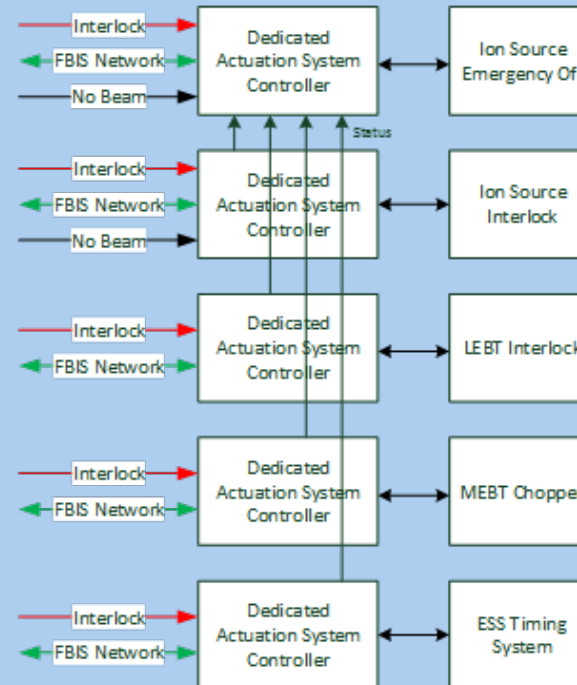 Interlock
FBIS Network
No Beam
Dedicated
Actuation System
Controller
Ion Source
Emergency Of
Status
Interlock
FBIS Network
No Beam
Dedicated
Actuation System
Controller
Ion Source
Interlock
Interlock
FBIS Network
Dedicated
Actuation System
Controller
LEBT Interlock
Interlock
FBIS Network
Dedicated
Actuation System
Controller
MEBT Choppe
Interlock
FBIS Network
Dedicated
Actuation System
Controller
ESS Timing
System